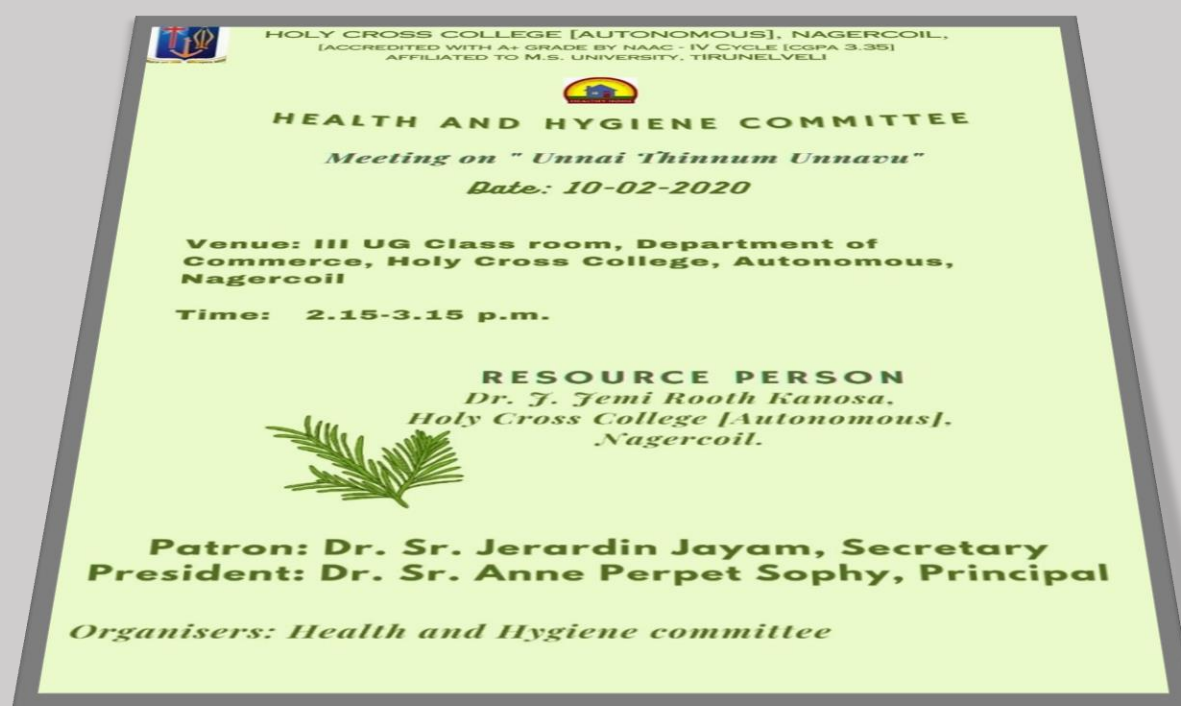 HOLY CROSS COLLEGE [AUTONOMOUS], NAGERCOIL,
[ACCREDITED WITH A+ GRADE BY NAAC - IV CYCLE [CGPA 3.35]
AFFILIATED TO M.S. UNIVERSITY, TIRUNELVELI
HEALTH AND HYGIENE COMMITTEE
Meeting on " Unnai Thinnum Unnavu"
Date: 10-02-2020
Venue: III UG Class room, Department of
Commerce, Holy Cross College, Autonomous,
Nagercoil
Time: 2.15-3.15 p.m.
RESOURCE PERSON
Dr. J. Jemi Rooth Kanosa,
Holy Cross College [Autonomous],
Nagercoil.
Patron: Dr. Sr. Jerardin Jayam, Secretary
President: Dr. Sr. Anne Perpet Sophy, Principal
Organisers: Health and Hygiene committee